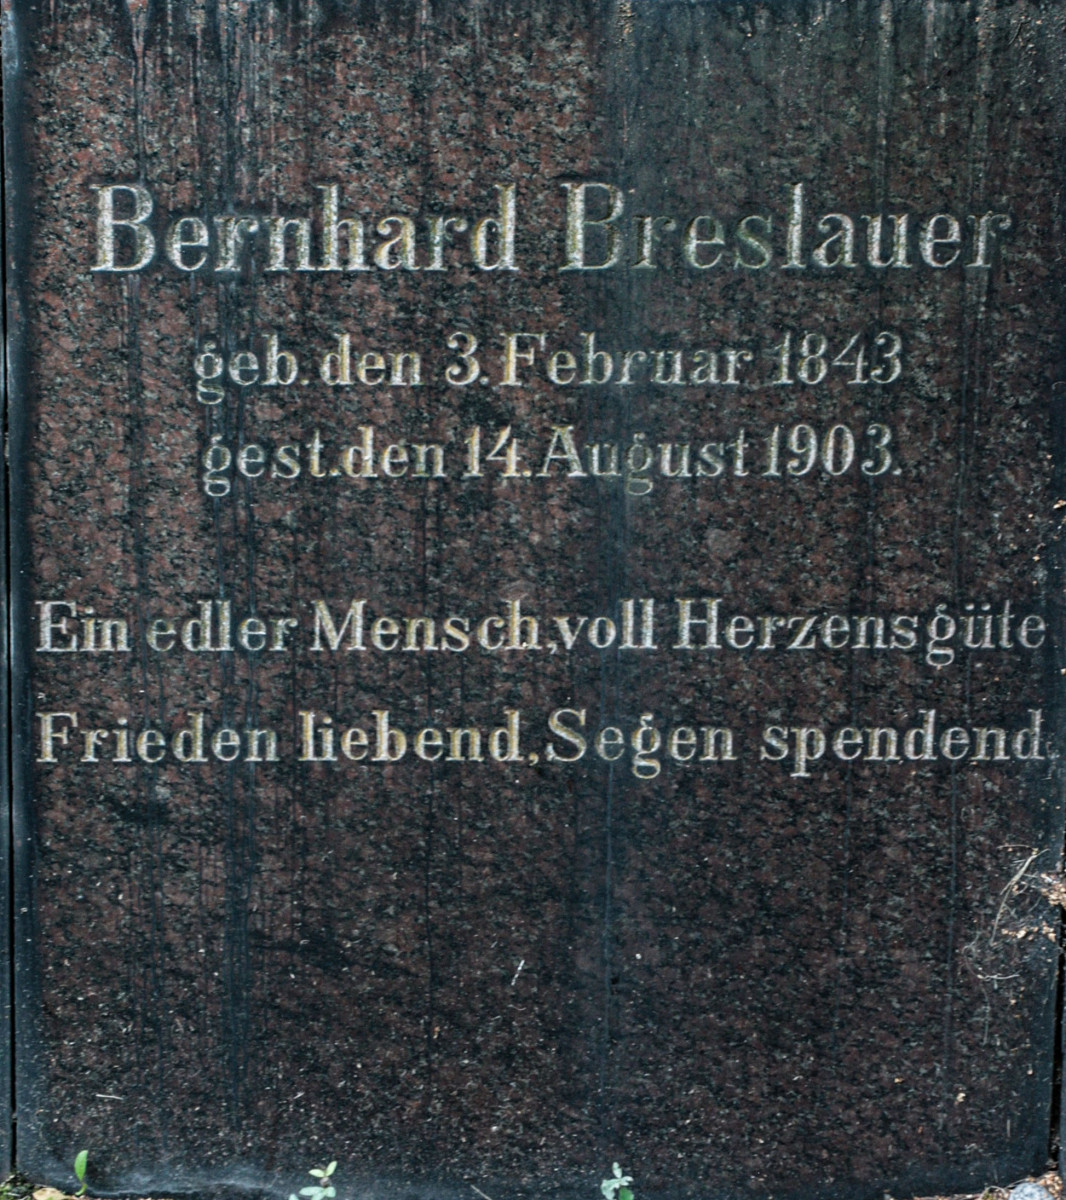 Bernhard Breslauer
geb. den 3. Februar 1843
gest. den 14. August 1903.
Ein edler Mensch, voll Herzensgüte
Frieden liebend, Segen spendend.